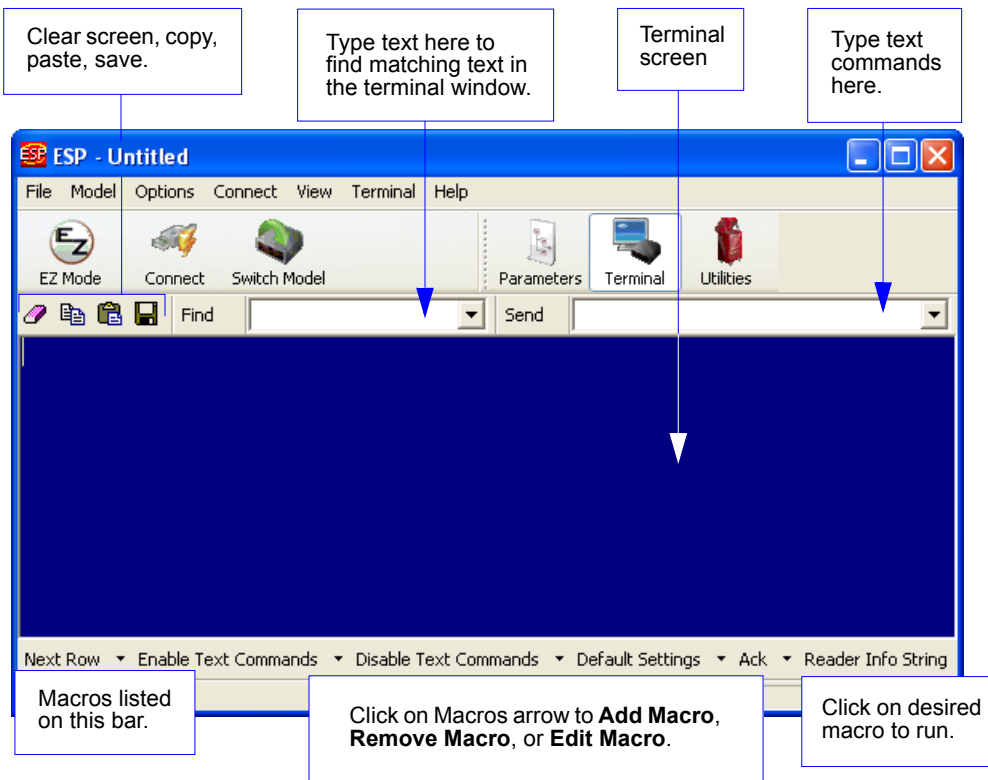 Clear screen, copy,
paste, save.
Type text here to
find matching text in
the terminal window.
Terminal
screen
Type text
commands
here.
ESP ESP - Untitled
File Model Options Connect View Terminal Help
EZ
EZ Mode Connect Switch Model Parameters Terminal Utilities
Find Send
Next Row Enable Text Commands Disable Text Commands Default Settings Ack Reader Info String
Macros listed
on this bar.
Click on Macros arrow to Add Macro,
Remove Macro, or Edit Macro.
Click on desired
macro to run.